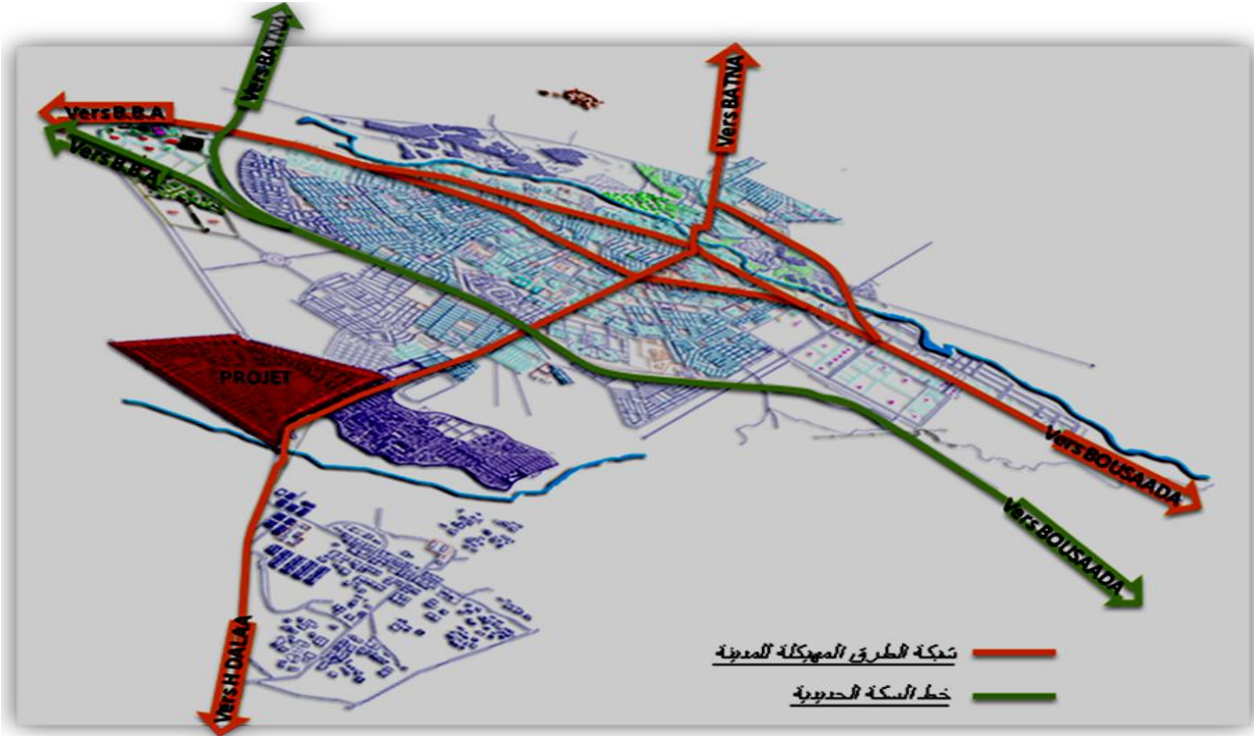 Vers BATNA
Vers BATNA
Vers B.B.A
Vers B.B.A
PROJET
Vers BOUSAADA
Vers BOUSAADA
Vers H DALAA
شبكة الطرق المهيكلة للمدينة
خط السكة الحديدية